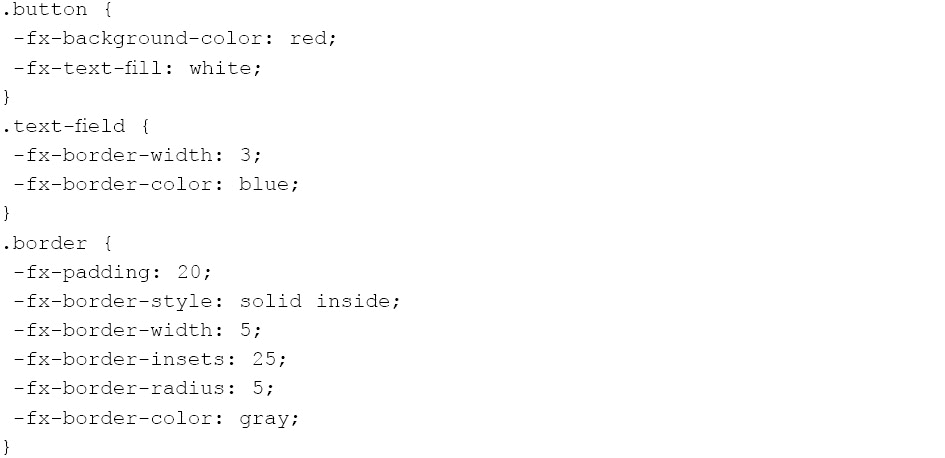 .button {
 -fx-background-color: red;
 -fx-text-fill: white;
}
.text-field {
 -fx-border-width: 3;
 -fx-border-color: blue;
}
.border {
 -fx-padding: 20;
 -fx-border-style: solid inside;
 -fx-border-width: 5;
 -fx-border-insets: 25;
 -fx-border-radius: 5;
 -fx-border-color: gray;
}